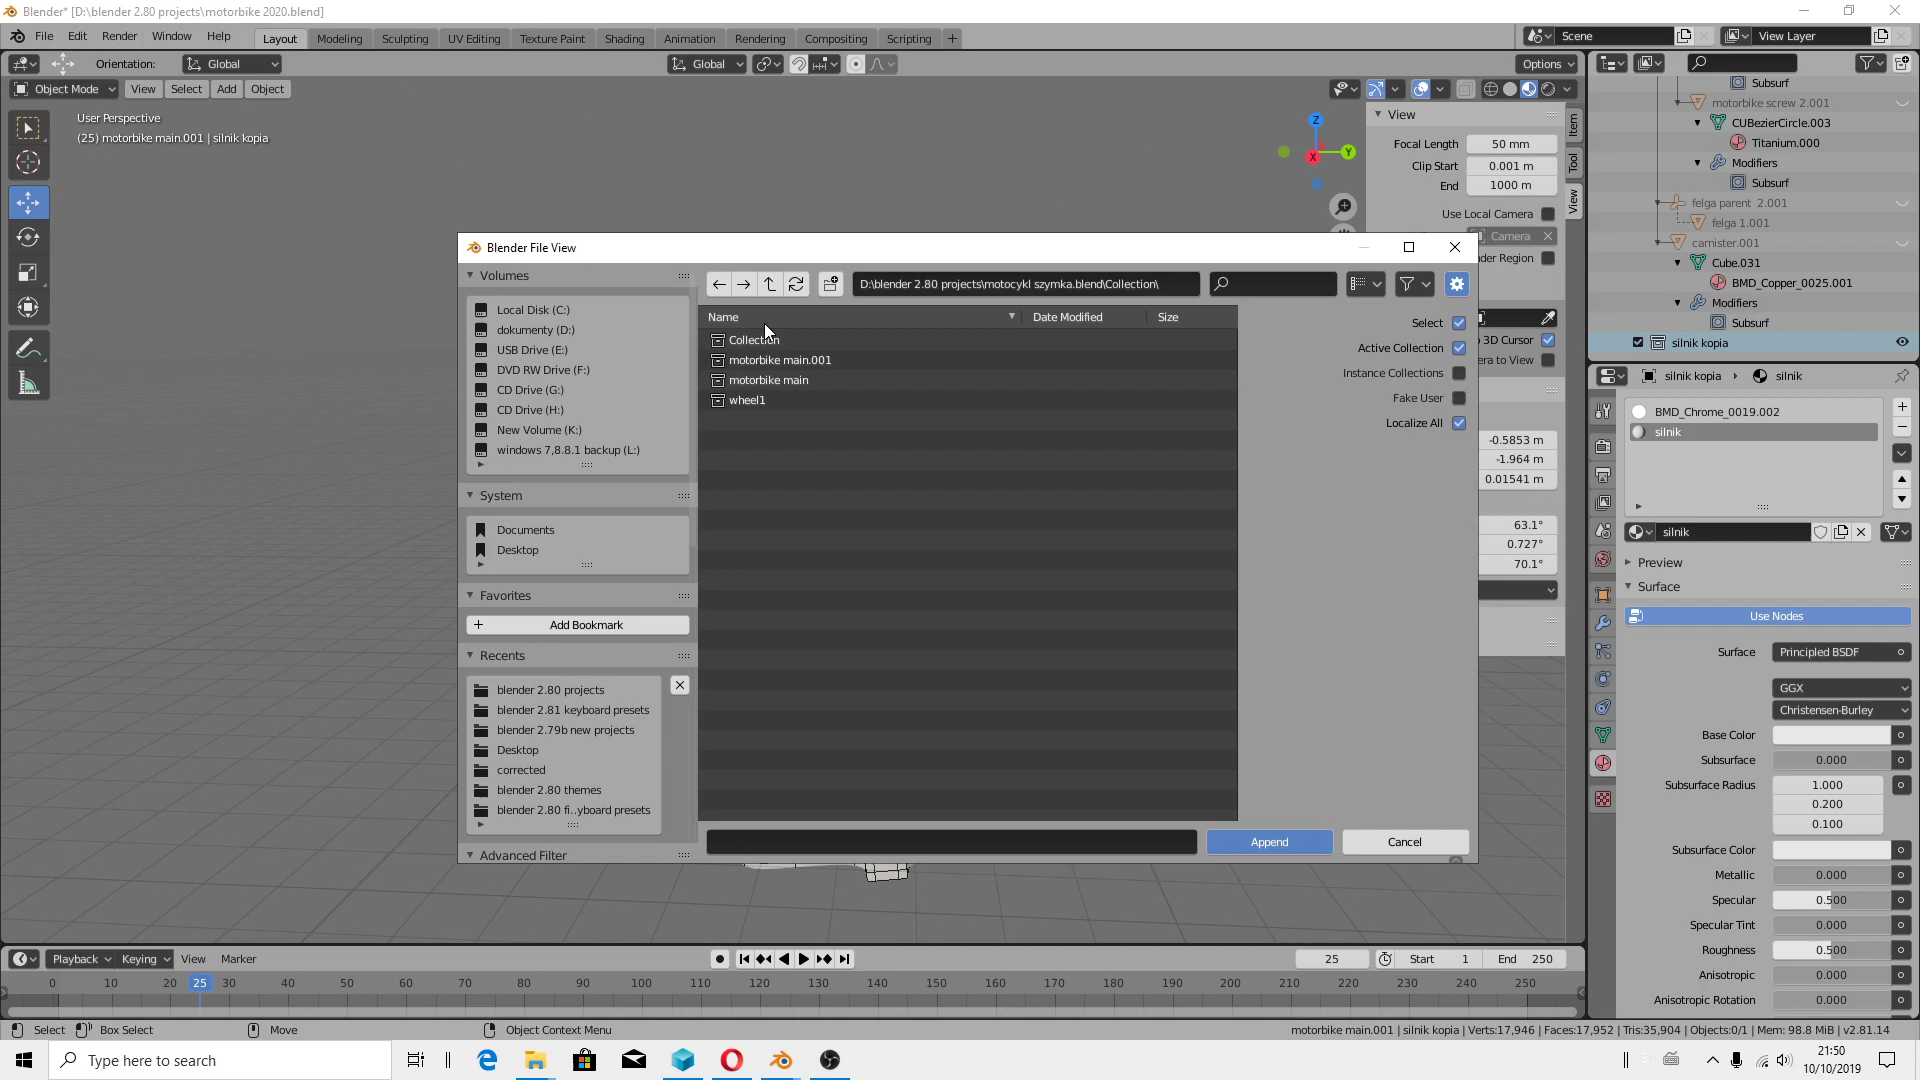 Blender* [D:\blender 2.80 projects\motorbike 2020.blend]
File Edit Render Window Help Layout Modeling Sculpting UV Editing Texture Paint Shading Animation Rendering Compositing Scripting + Scene View Layer
Orientation: Global Global Options
Object Mode View Select Add Object
User Perspective
(25) motorbike main.001 | silnik kopia
Z
Y
X
View
Focal Length 50 mm
Clip Start 0.001 m
End 1000 m
Use Local Camera
Camera
der Region
3D Cursor
era to View
-0.5853 m
-1.964 m
0.01541 m
63.1°
0.727°
70.1°
Item
Tool
View
Blender File View
Volumes
Local Disk (C:)
dokumenty (D:)
USB Drive (E:)
DVD RW Drive (F:)
CD Drive (G:)
CD Drive (H:)
New Volume (K:)
windows 7,8.8.1 backup (L:)
System
Documents
Desktop
Favorites
+ Add Bookmark
Recents
blender 2.80 projects
blender 2.81 keyboard presets
blender 2.79b new projects
Desktop
corrected
blender 2.80 themes
blender 2.80 fi..yboard presets
Advanced Filter
D:\blender 2.80 projects\motocykl szymka.blend\Collection\
Name Date Modified Size
Collection
motorbike main.001
motorbike main
wheel1
Select
Active Collection
Instance Collections
Fake User
Localize All
Append Cancel
Subsurf
motorbike screw 2.001
CUBezierCircle.003
Titanium.000
Modifiers
Subsurf
felga parent 2.001
felga 1.001
carnister.001
Cube.031
BMD_Copper_0025.001
Modifiers
Subsurf
silnik kopia
silnik kopia silnik
BMD_Chrome_0019.002
silnik
silnik
Preview
Surface
Use Nodes
Surface Principled BSDF
GGX
Christensen-Burley
Base Color
Subsurface 0.000
Subsurface Radius 1.000
0.200
0.100
Subsurface Color
Metallic 0.000
Specular 0.500
Specular Tint 0.000
Roughness 0.500
Anisotropic 0.000
Anisotropic Rotation 0.000
Playback Keying View Marker 25 Start 1 End 250
0 10 20 25 30 40 50 60 70 80 90 100 110 120 130 140 150 160 170 180 190 200 210 220 230 240 250
Select Box Select Move Object Context Menu motorbike main.001 | silnik kopia | Verts:17,946 | Faces:17,952 | Tris:35,904 | Objects:0/1 | Mem: 98.8 MiB | v2.81.14
Type here to search
21:50
10/10/2019